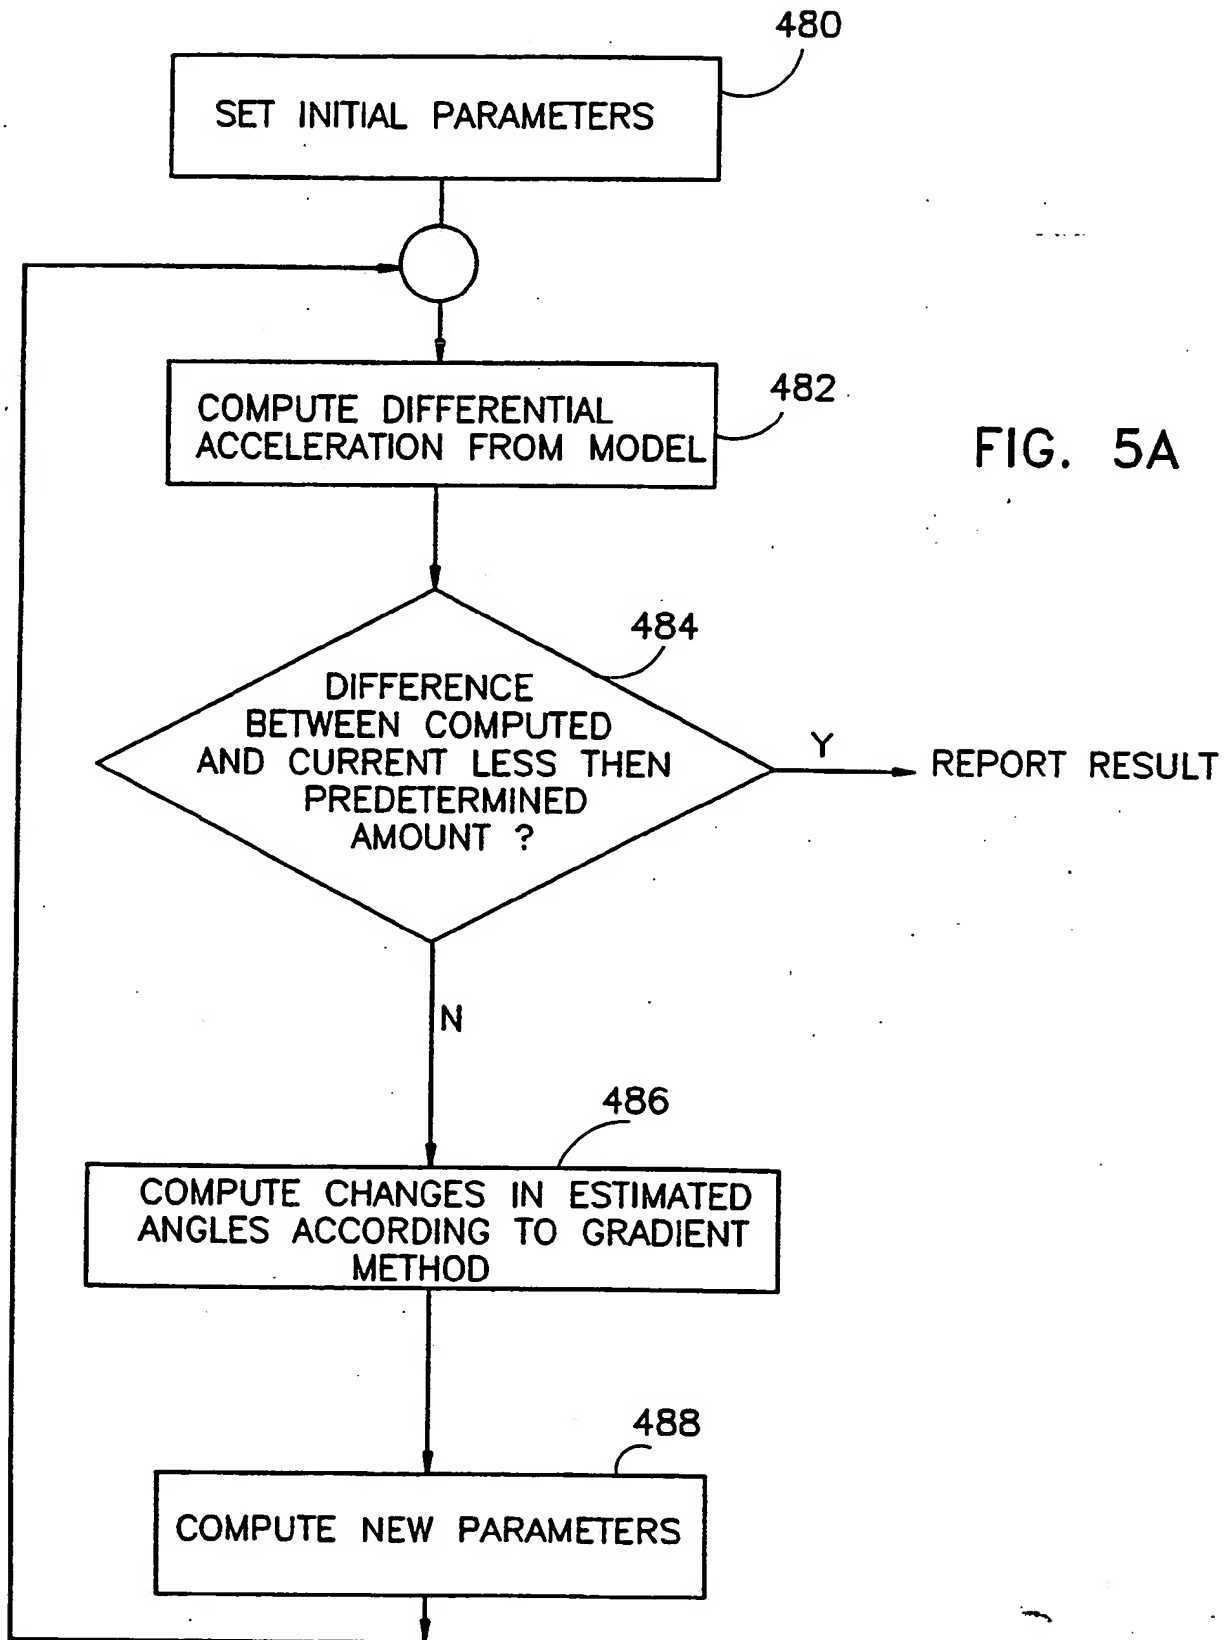 480
SET INITIAL PARAMETERS
482
COMPUTE DIFFERENTIAL
ACCELERATION FROM MODEL
FIG. 5A
484
DIFFERENCE
BETWEEN COMPUTED
AND CURRENT LESS THEN
PREDETERMINED
AMOUNT ?
Y
REPORT RESULT
N
486
COMPUTE CHANGES IN ESTIMATED
ANGLES ACCORDING TO GRADIENT
METHOD
488
COMPUTE NEW PARAMETERS